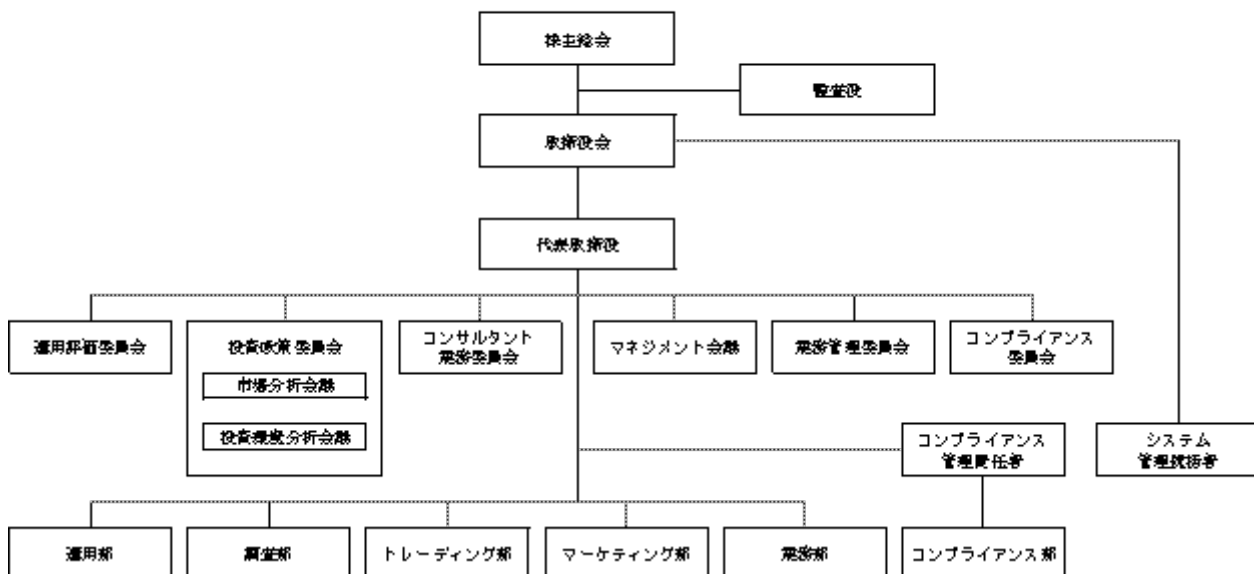 株主総会
監査役
取締役会
代表取締役
運用評価委員会
投資政策委員会
コンサルタント
業務委員会
マネジメント会議
業務管理委員会
コンプライアンス
委員会
市場分析会議
投資環境分析会議
コンプライアンス
管理責任者
システム
管理統括者
運用部
調査部
トレーディング部
マーケティング部
業務部
コンプライアンス部